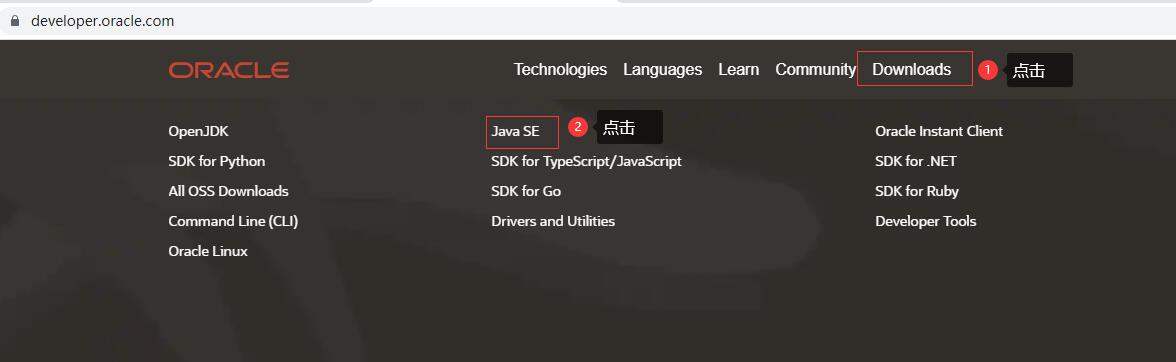 developer.oracle.com
ORACLE Technologies Languages Learn Community Downloads 1 点击
OpenJDK Java SE 2 点击 Oracle Instant Client
SDK for Python SDK for TypeScript/JavaScript SDK for .NET
All OSS Downloads SDK for Go SDK for Ruby
Command Line (CLI) Drivers and Utilities Developer Tools
Oracle Linux